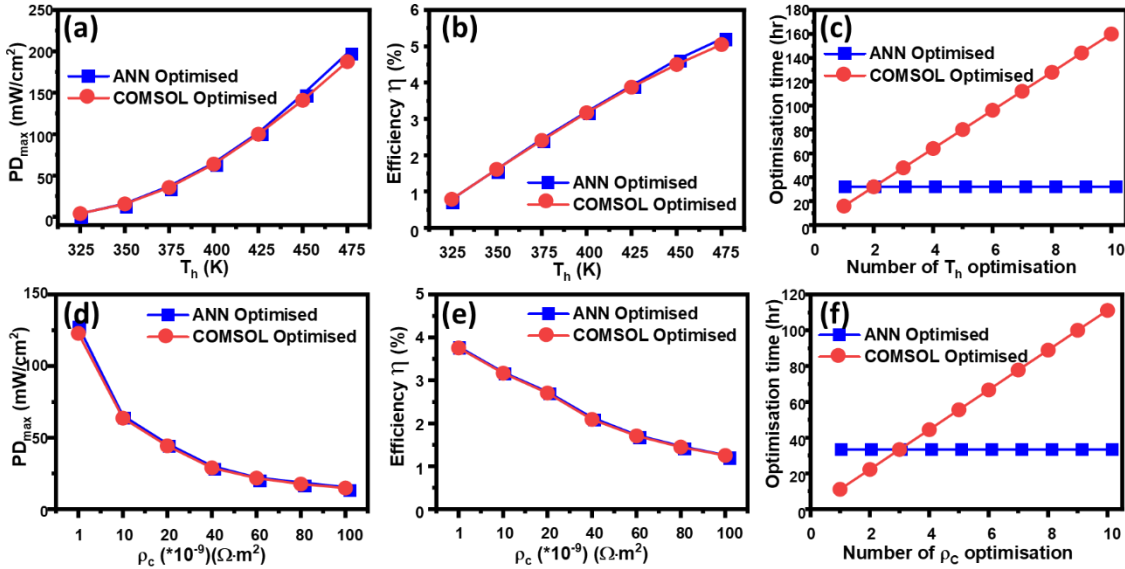 (a)
PDmax (mW/cm²)
200
150
100
50
0
ANN Optimised
COMSOL Optimised
325 350 375 400 425 450 475
Th (K)
(b)
Efficiency η (%)
6
5
4
3
2
1
0
ANN Optimised
COMSOL Optimised
325 350 375 400 425 450 475
Th (K)
(c)
Optimisation time (hr)
180
160
140
120
100
80
60
40
20
0
ANN Optimised
COMSOL Optimised
0 2 4 6 8 10
Number of Th optimisation
(d)
PDmax (mW/cm²)
150
100
50
0
ANN Optimised
COMSOL Optimised
1 10 20 40 60 80 100
ρc (*10⁻⁹)(Ω·m²)
(e)
Efficiency η (%)
5
4
3
2
1
0
ANN Optimised
COMSOL Optimised
1 10 20 40 60 80 100
ρc (*10⁻⁹) (Ω·m²)
(f)
Optimisation time (hr)
120
100
80
60
40
20
0
ANN Optimised
COMSOL Optimised
0 2 4 6 8 10
Number of ρC optimisation